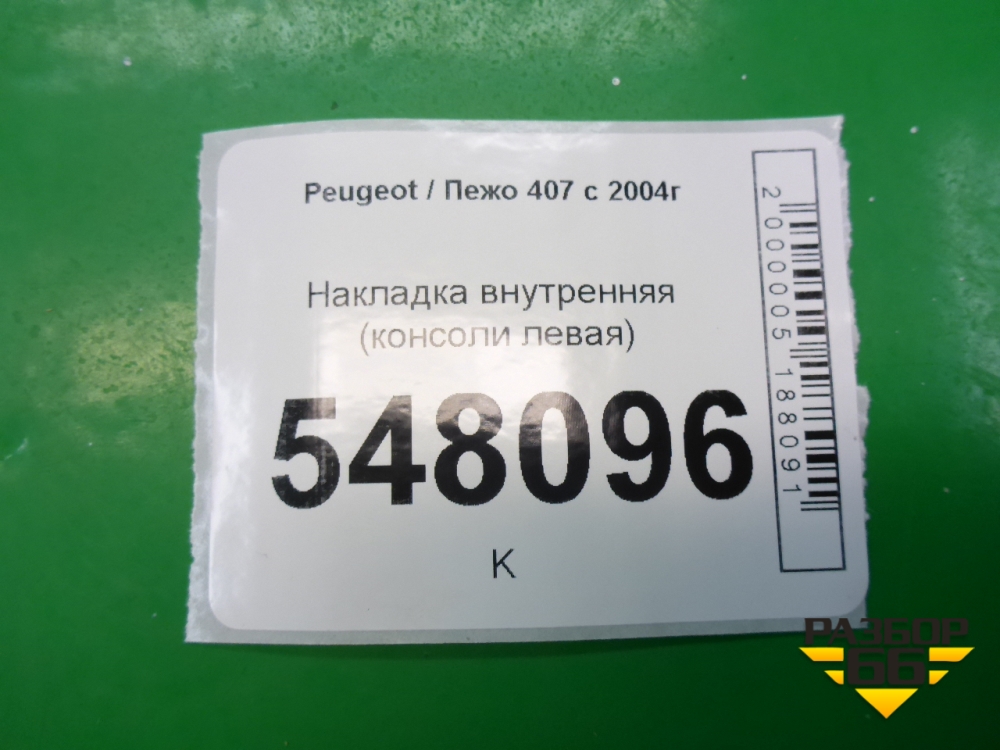 Peugeot / Пежо 407 с 2004г
Накладка внутренняя
(консоли левая)
548096
К
2000005188091
РАЗБОР
66